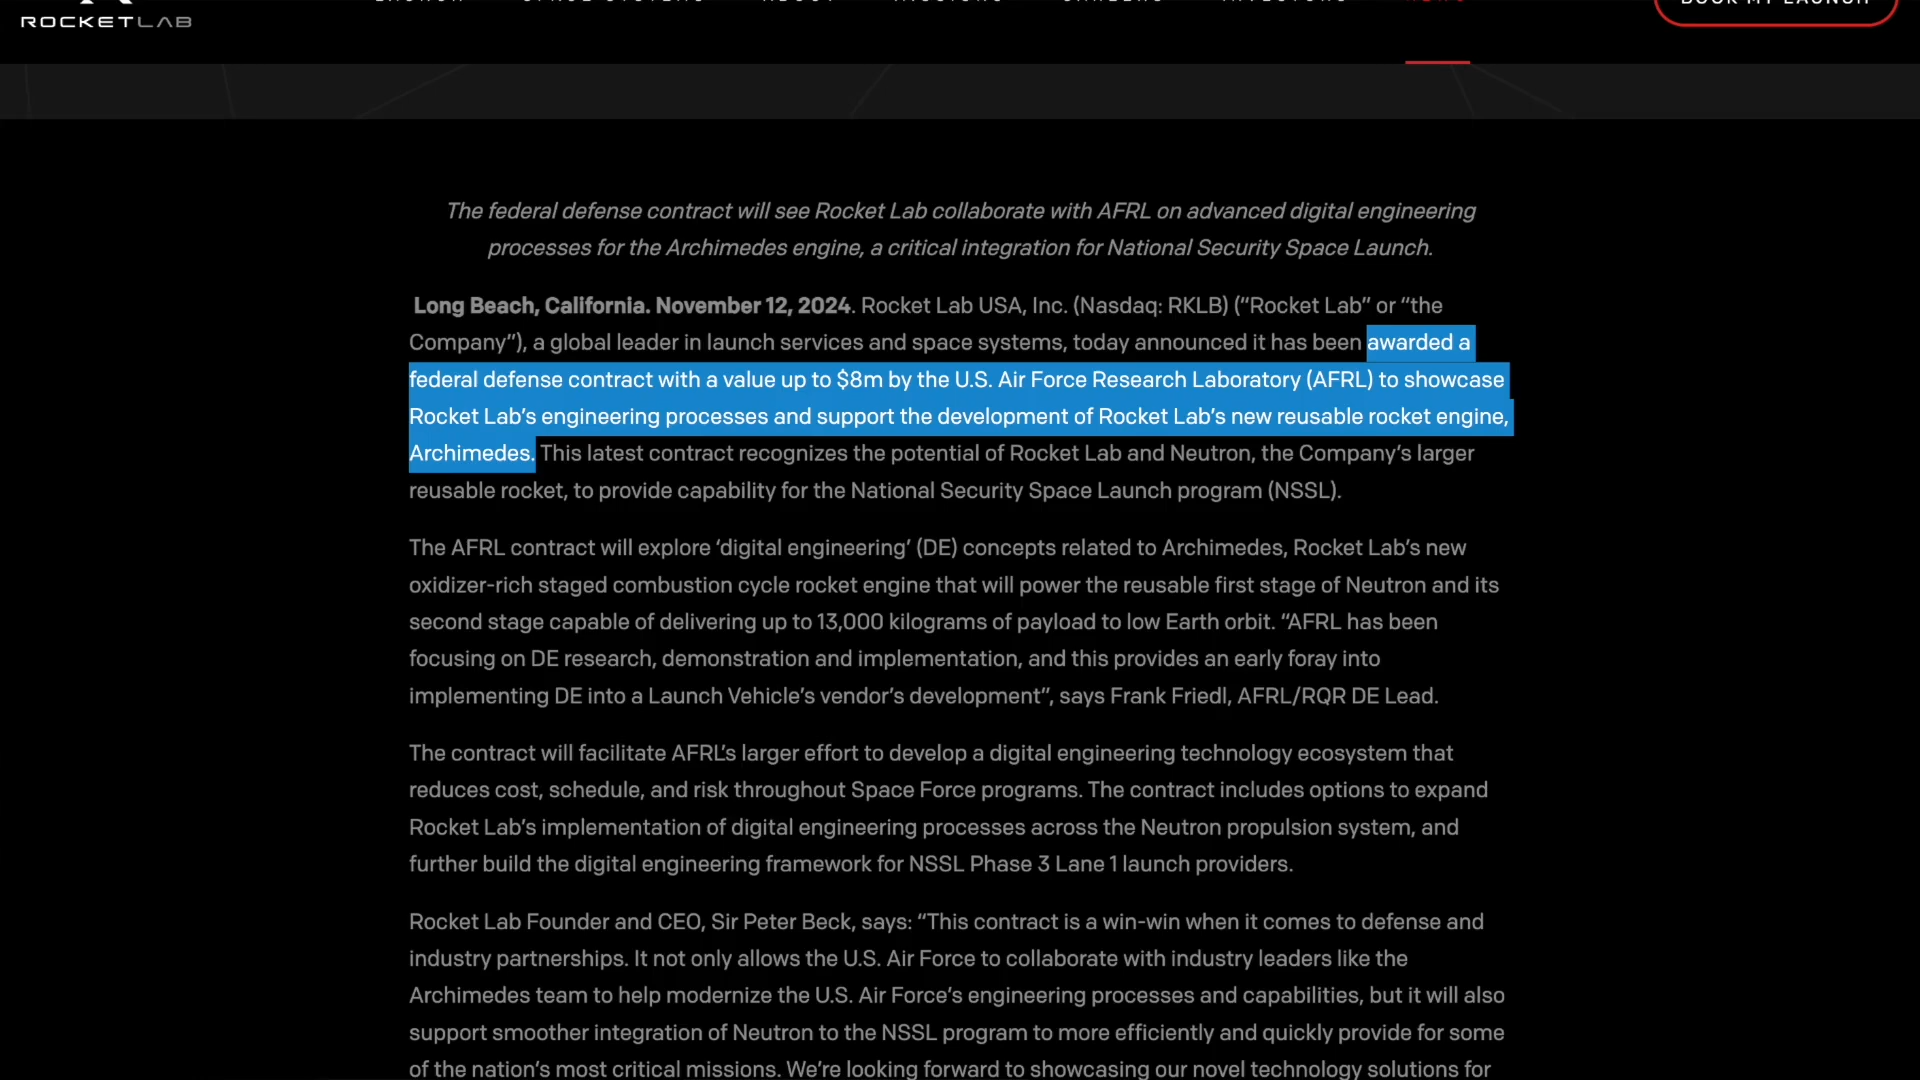 ROCKETLAB
The federal defense contract will see Rocket Lab collaborate with AFRL on advanced digital engineering
processes for the Archimedes engine, a critical integration for National Security Space Launch.
Long Beach, California. November 12, 2024. Rocket Lab USA, Inc. (Nasdaq: RKLB) (“Rocket Lab” or “the
Company”), a global leader in launch services and space systems, today announced it has been awarded a
federal defense contract with a value up to $8m by the U.S. Air Force Research Laboratory (AFRL) to showcase
Rocket Lab’s engineering processes and support the development of Rocket Lab’s new reusable rocket engine,
Archimedes. This latest contract recognizes the potential of Rocket Lab and Neutron, the Company’s larger
reusable rocket, to provide capability for the National Security Space Launch program (NSSL).
The AFRL contract will explore ‘digital engineering’ (DE) concepts related to Archimedes, Rocket Lab’s new
oxidizer-rich staged combustion cycle rocket engine that will power the reusable first stage of Neutron and its
second stage capable of delivering up to 13,000 kilograms of payload to low Earth orbit. “AFRL has been
focusing on DE research, demonstration and implementation, and this provides an early foray into
implementing DE into a Launch Vehicle’s vendor’s development”, says Frank Friedl, AFRL/RQR DE Lead.
The contract will facilitate AFRL’s larger effort to develop a digital engineering technology ecosystem that
reduces cost, schedule, and risk throughout Space Force programs. The contract includes options to expand
Rocket Lab’s implementation of digital engineering processes across the Neutron propulsion system, and
further build the digital engineering framework for NSSL Phase 3 Lane 1 launch providers.
Rocket Lab Founder and CEO, Sir Peter Beck, says: “This contract is a win-win when it comes to defense and
industry partnerships. It not only allows the U.S. Air Force to collaborate with industry leaders like the
Archimedes team to help modernize the U.S. Air Force’s engineering processes and capabilities, but it will also
support smoother integration of Neutron to the NSSL program to more efficiently and quickly provide for some
of the nation’s most critical missions. We’re looking forward to showcasing our novel technology solutions for